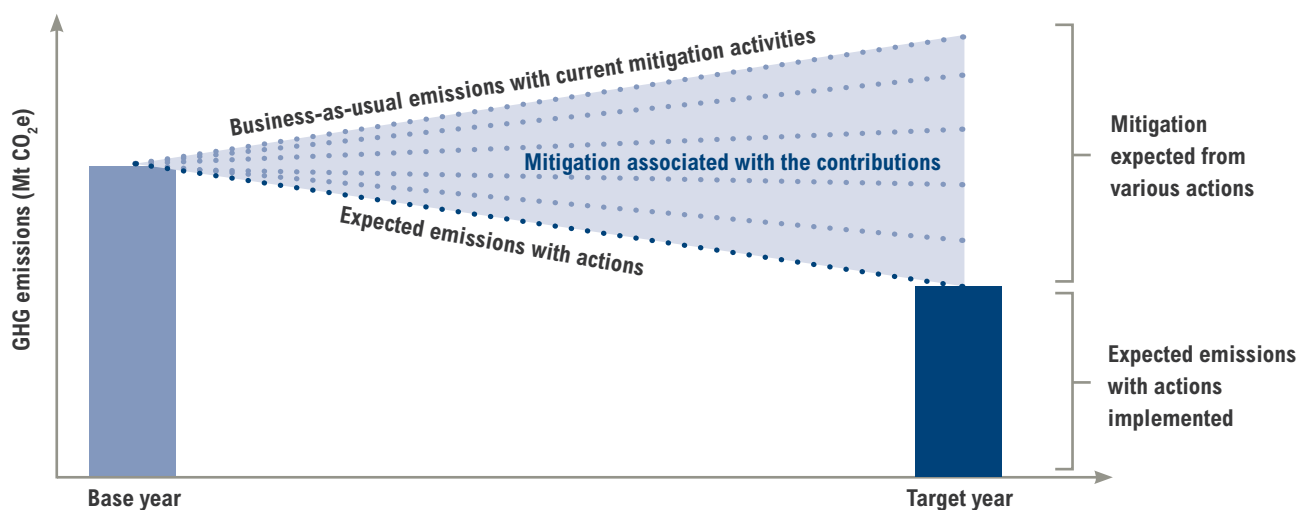 GHG emissions (Mt CO₂e)
Business-as-usual emissions with current mitigation activities
Mitigation associated with the contributions
Expected emissions with actions
Mitigation
expected from
various actions
Expected emissions
with actions
implemented
Base year
Target year